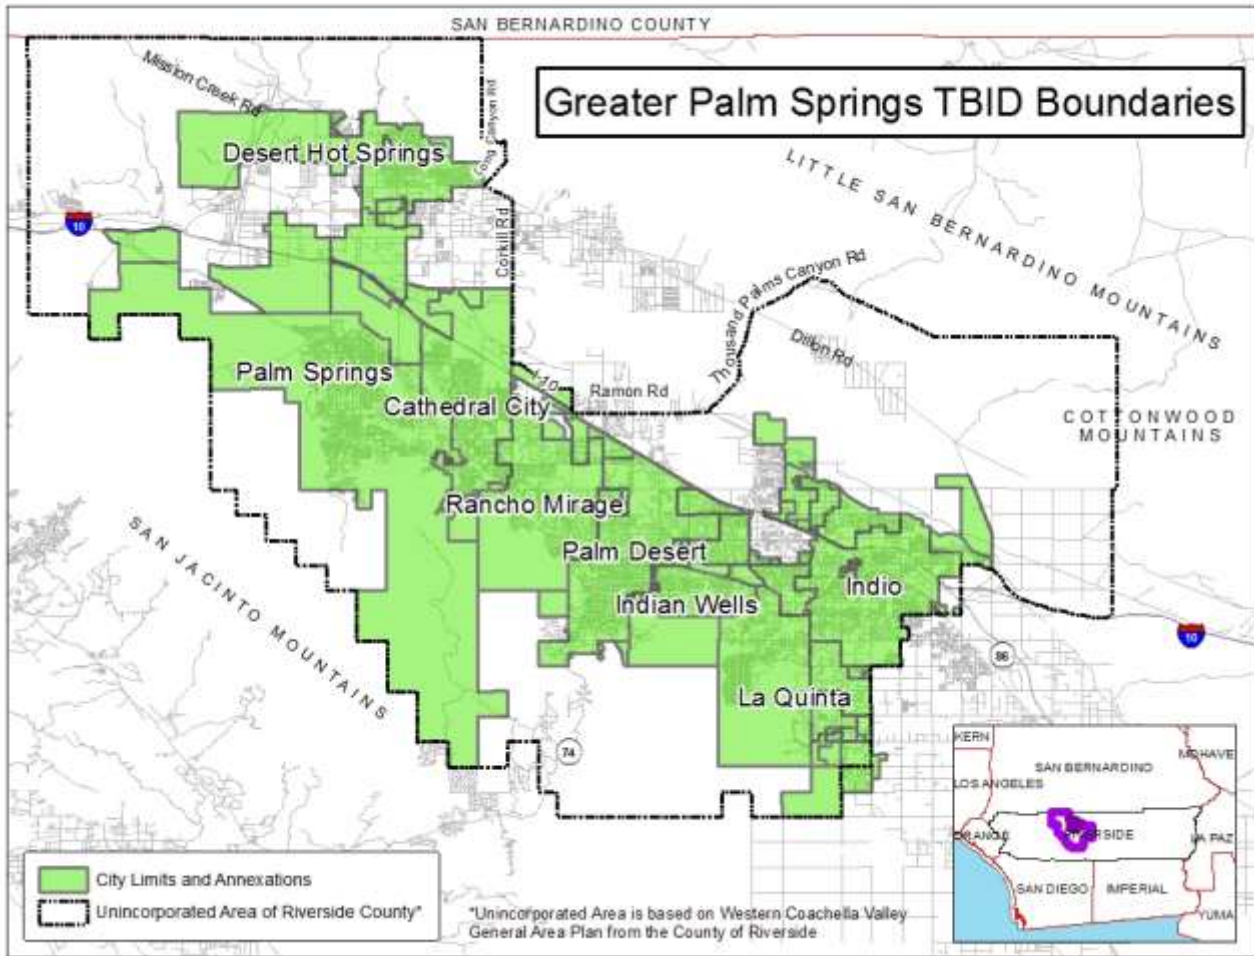 SAN BERNARDINO COUNTY
Greater Palm Springs TBID Boundaries
Mission Creek Rd
Long Canyon Rd
Desert Hot Springs
LITTLE SAN BERNARDINO MOUNTAINS
10
Corkill Rd
Thousand Palms Canyon Rd
Dillon Rd
Palm Springs
I-10
Ramon Rd
Cathedral City
COTTONWOOD
MOUNTAINS
Rancho Mirage
SAN JACINTO MOUNTAINS
Palm Desert
Indio
Indian Wells
10
86
La Quinta
74
KERN
MOHAVE
SAN BERNARDINO
LOS ANGELES
ORANGE
RIVERSIDE
LA PAZ
SAN DIEGO
IMPERIAL
YUMA
City Limits and Annexations
Unincorporated Area of Riverside County*
*Unincorporated Area is based on Western Coachella Valley
General Area Plan from the County of Riverside